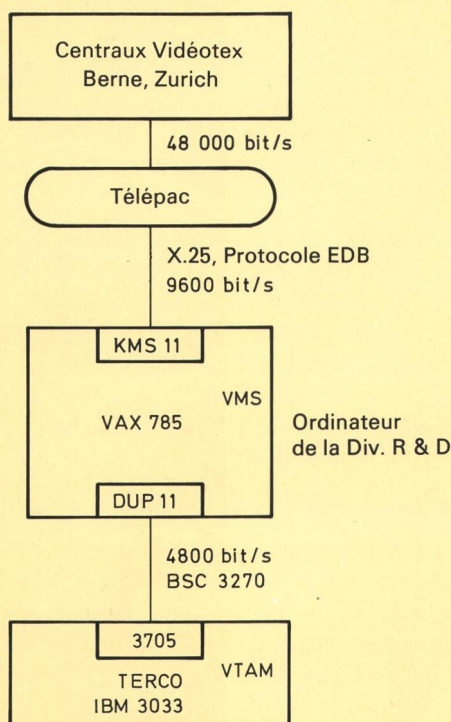 Centraux Vidéotex
Berne, Zurich
48 000 bit/s
Télépac
X.25, Protocole EDB
9600 bit/s
KMS 11
VMS
VAX 785
Ordinateur
de la Div. R & D
DUP 11
4800 bit/s
BSC 3270
3705
VTAM
TERCO
IBM 3033